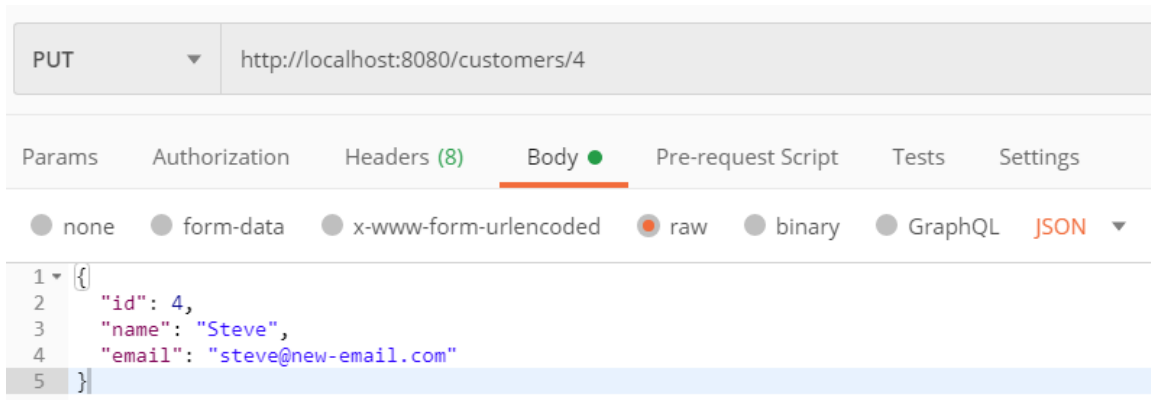 PUT http://localhost:8080/customers/4
Params Authorization Headers (8) Body Pre-request Script Tests Settings
none form-data x-www-form-urlencoded raw binary GraphQL JSON
1 {
2 "id": 4,
3 "name": "Steve",
4 "email": "steve@new-email.com"
5 }